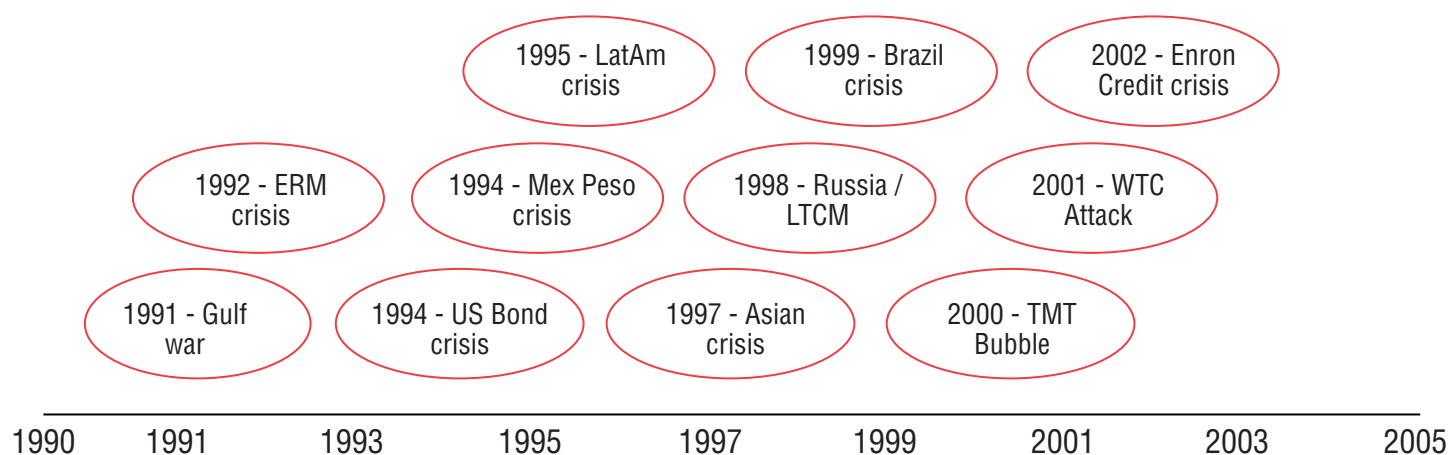 1995 - LatAm
crisis
1999 - Brazil
crisis
2002 - Enron
Credit crisis
1992 - ERM
crisis
1994 - Mex Peso
crisis
1998 - Russia /
LTCM
2001 - WTC
Attack
1991 - Gulf
war
1994 - US Bond
crisis
1997 - Asian
crisis
2000 - TMT
Bubble
1990 1991 1993 1995 1997 1999 2001 2003 2005